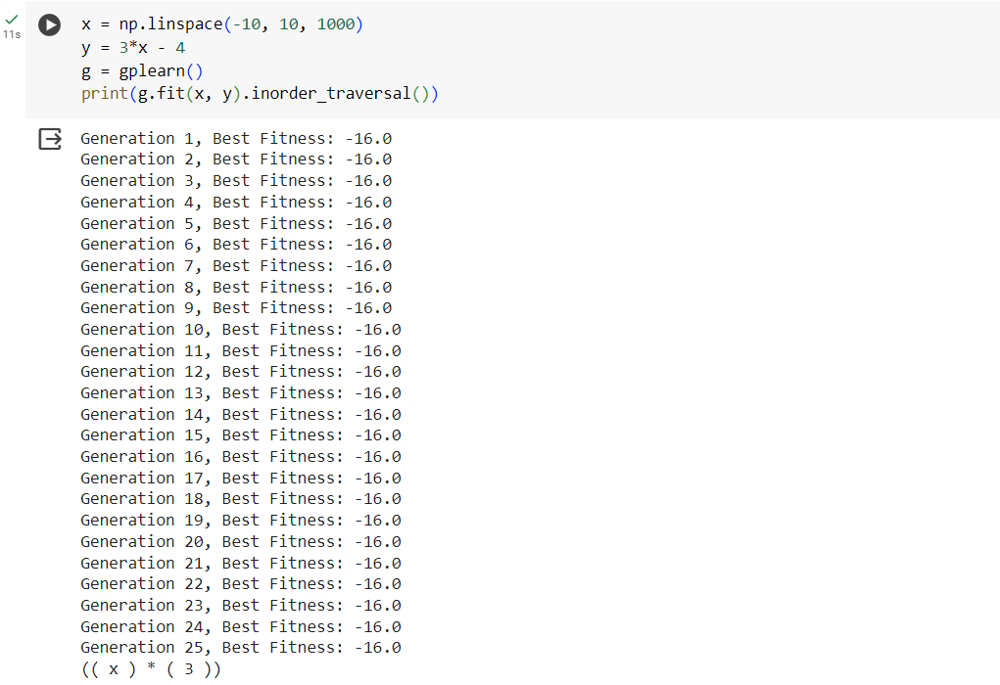 11s
x = np.linspace(-10, 10, 1000)
y = 3*x - 4
g = gplearn()
print(g.fit(x, y).inorder_traversal())
Generation 1, Best Fitness: -16.0
Generation 2, Best Fitness: -16.0
Generation 3, Best Fitness: -16.0
Generation 4, Best Fitness: -16.0
Generation 5, Best Fitness: -16.0
Generation 6, Best Fitness: -16.0
Generation 7, Best Fitness: -16.0
Generation 8, Best Fitness: -16.0
Generation 9, Best Fitness: -16.0
Generation 10, Best Fitness: -16.0
Generation 11, Best Fitness: -16.0
Generation 12, Best Fitness: -16.0
Generation 13, Best Fitness: -16.0
Generation 14, Best Fitness: -16.0
Generation 15, Best Fitness: -16.0
Generation 16, Best Fitness: -16.0
Generation 17, Best Fitness: -16.0
Generation 18, Best Fitness: -16.0
Generation 19, Best Fitness: -16.0
Generation 20, Best Fitness: -16.0
Generation 21, Best Fitness: -16.0
Generation 22, Best Fitness: -16.0
Generation 23, Best Fitness: -16.0
Generation 24, Best Fitness: -16.0
Generation 25, Best Fitness: -16.0
(( x ) * ( 3 ))